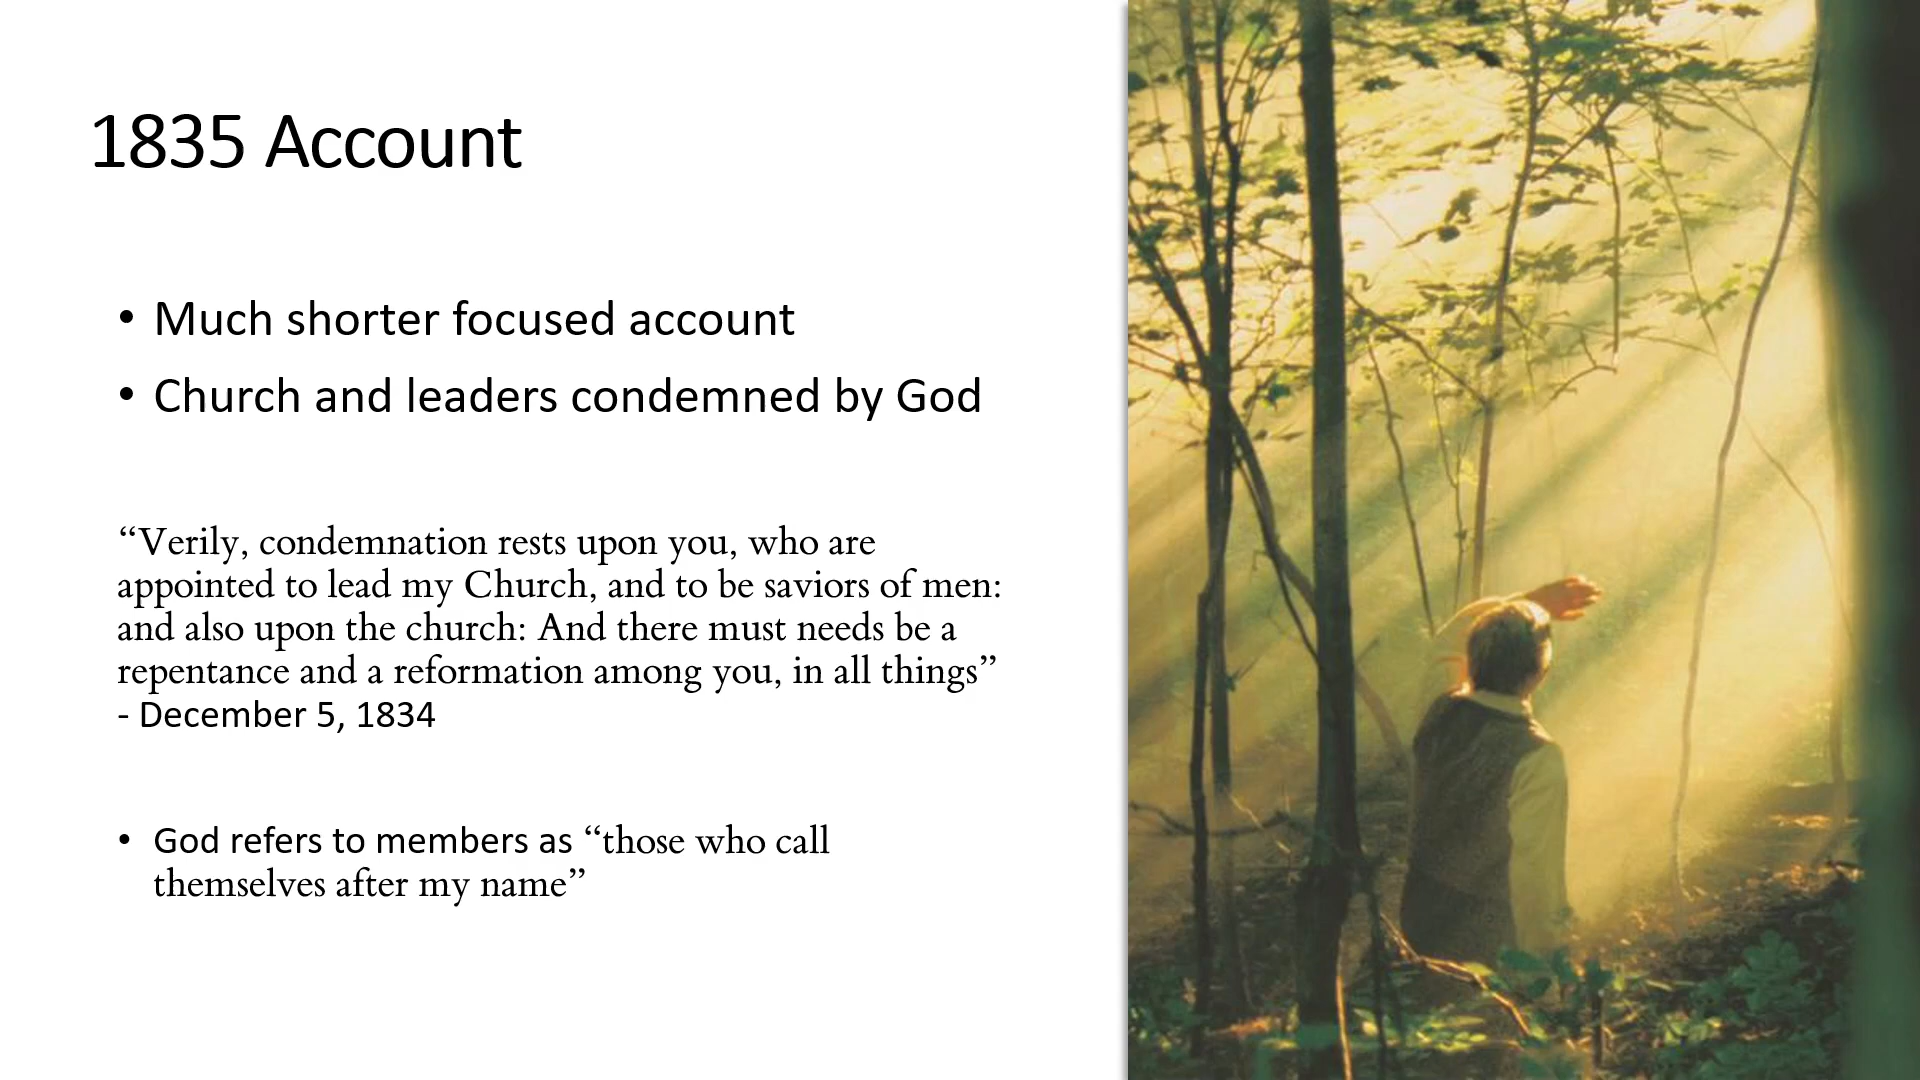 1835 Account
• Much shorter focused account
• Church and leaders condemned by God
“Verily, condemnation rests upon you, who are
appointed to lead my Church, and to be saviors of men:
and also upon the church: And there must needs be a
repentance and a reformation among you, in all things”
- December 5, 1834
• God refers to members as “those who call
themselves after my name”